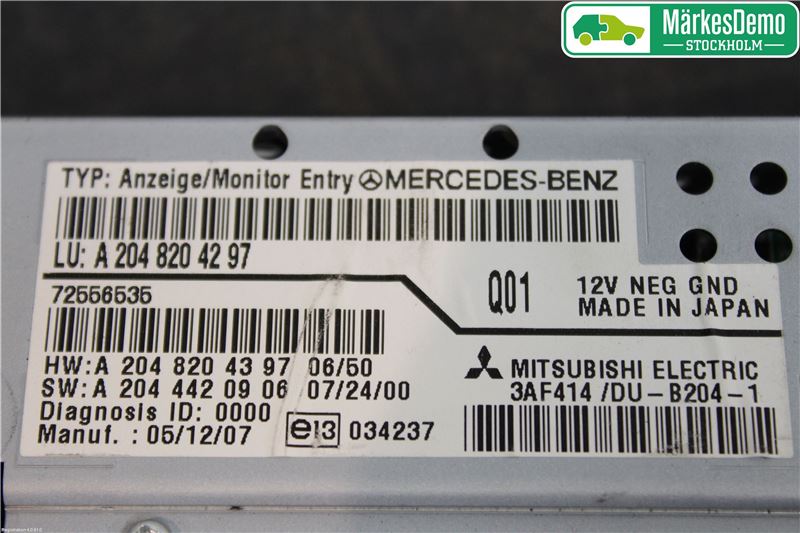 MärkesDemo
STOCKHOLM
TYP: Anzeige/Monitor Entry MERCEDES-BENZ
LU: A 204 820 42 97
72556535
Q01
12V NEG GND
MADE IN JAPAN
HW:A 204 820 43 97 06/50
SW:A 204 442 09 06 07/24/00
Diagnosis ID: 0000
Manuf. : 05/12/07
e13 034237
MITSUBISHI ELECTRIC
3AF414 /DU-B204-1